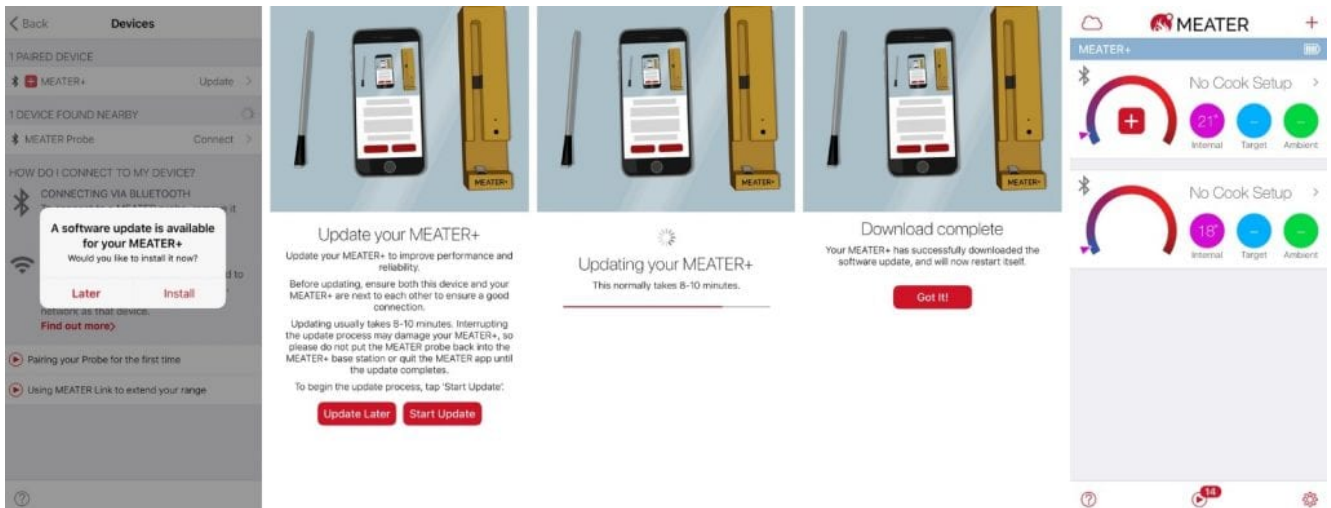 Back
Devices
1 PAIRED DEVICE
MEATER+
Update
1 DEVICE FOUND NEARBY
MEATER Probe
Connect
HOW DO I CONNECT TO MY DEVICE?
CONNECTING VIA BLUETOOTH
A software update is available
for your MEATER+
Would you like to install it now?
Later
Install
network as that device.
Find out more>
Pairing your Probe for the first time
Using MEATER Link to extend your range
MEATER+
Update your MEATER+
Update your MEATER+ to improve performance and
reliability.
Before updating, ensure both this device and your
MEATER+ are next to each other to ensure a good
connection.
Updating usually takes 8-10 minutes. Interrupting
the update process may damage your MEATER+, so
please do not put the MEATER probe back into the
MEATER+ base station or quit the MEATER app until
the update completes.
To begin the update process, tap 'Start Update'.
Update Later
Start Update
MEATER+
Updating your MEATER+
This normally takes 8-10 minutes.
MEATER+
Download complete
Your MEATER+ has successfully downloaded the
software update, and will now restart itself.
Got It!
MEATER
+
MEATER+
No Cook Setup
21°
Internal
Target
Ambient
No Cook Setup
18°
Internal
Target
Ambient
14